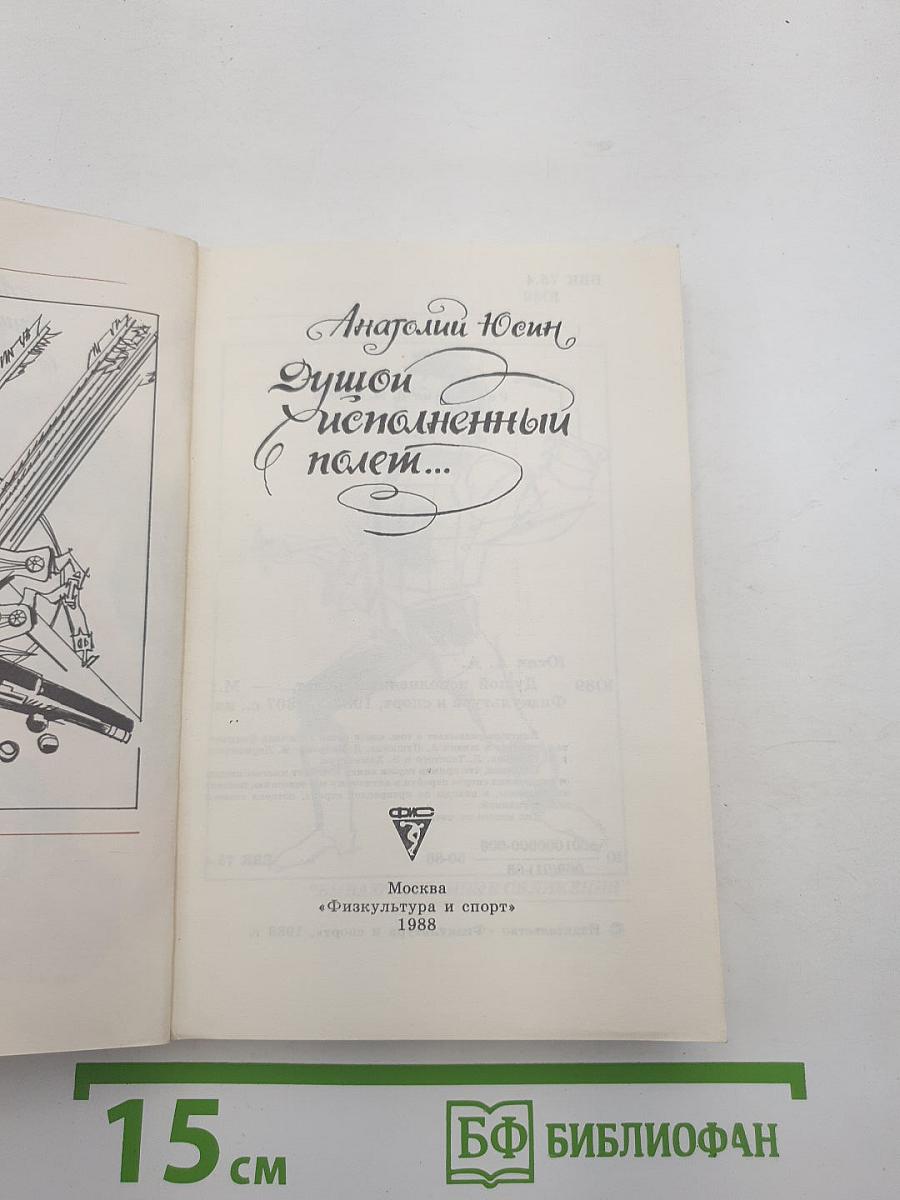 Анатолий Юсин
Душой
исполненный
полет...
ФиС
Москва
«Физкультура и спорт»
1988
15 см
БФ БИБЛИОФАН